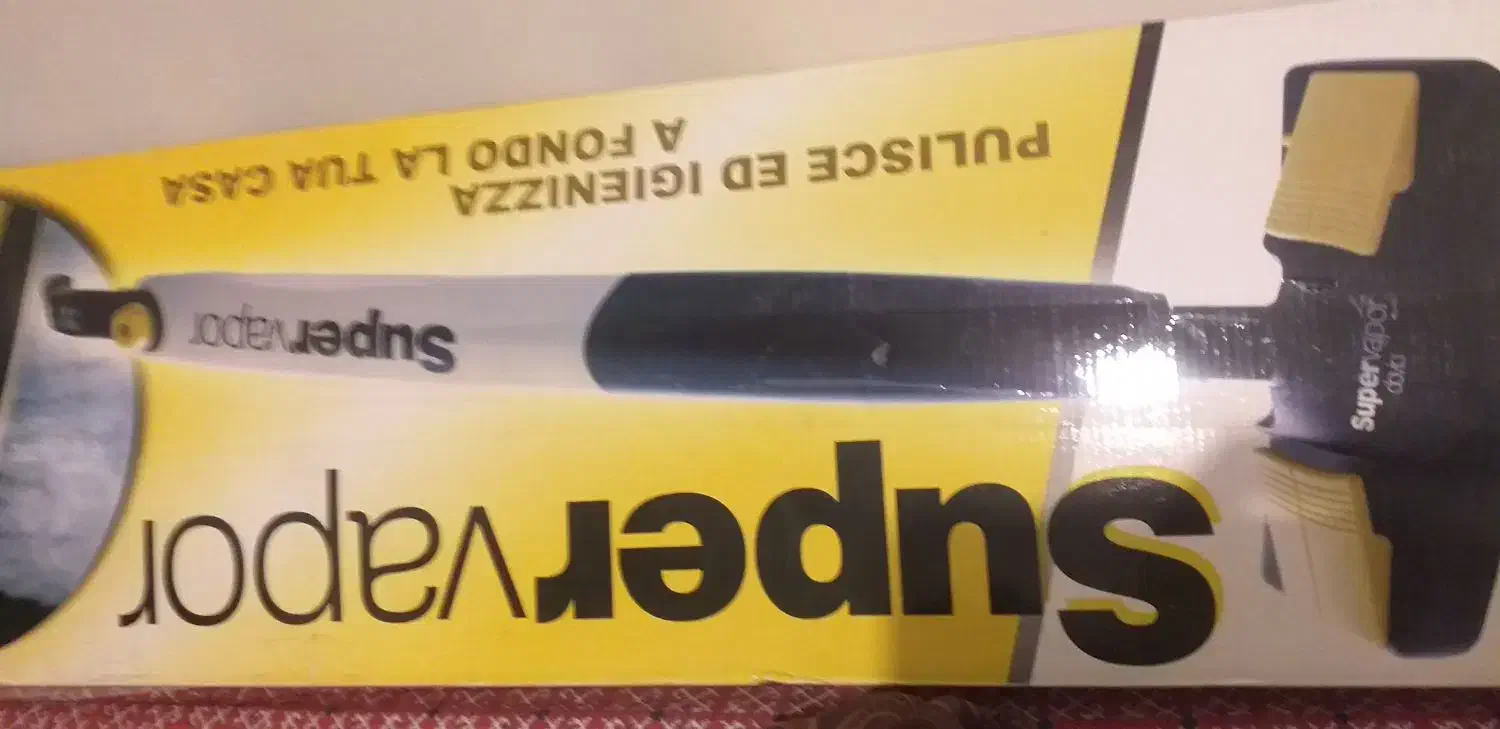 Supervapor
Supervapor
PULISCE ED IGIENIZZA
A FONDO LA TUA CASA
Supervapor